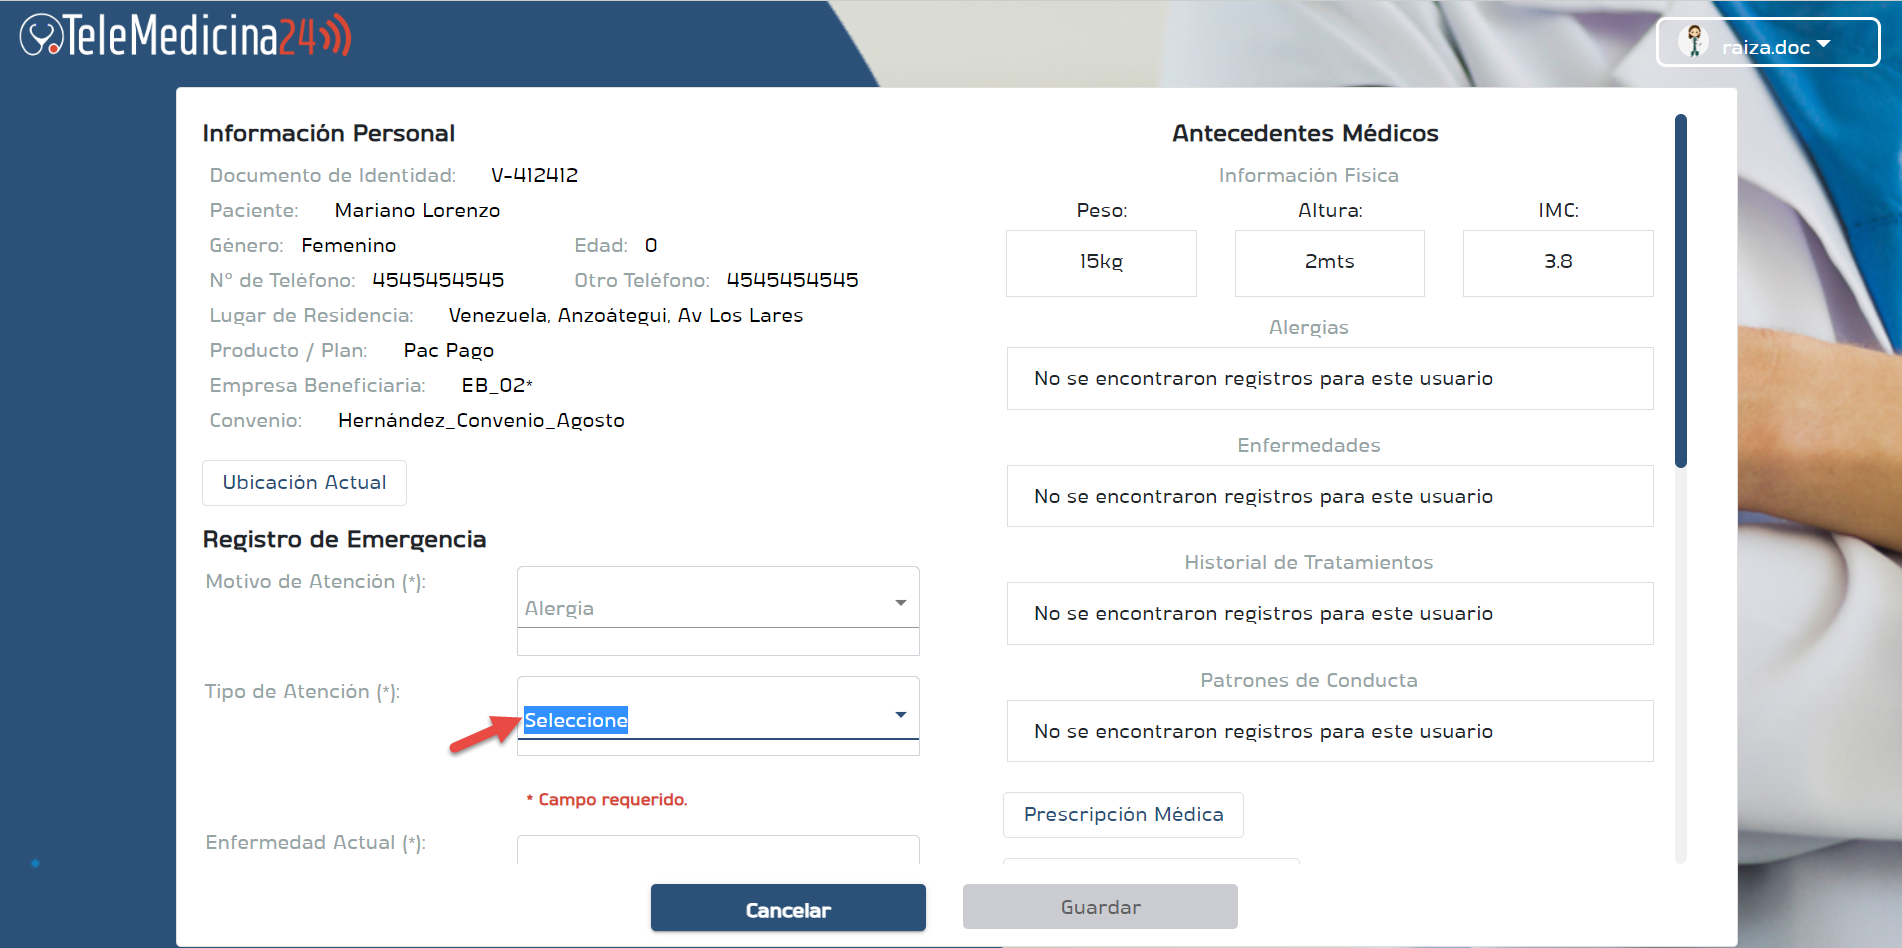 TeleMedicina24
raiza.doc
Información Personal
Documento de Identidad: V-412412
Paciente: Mariano Lorenzo
Género: Femenino Edad: 0
N° de Teléfono: 4545454545 Otro Teléfono: 4545454545
Lugar de Residencia: Venezuela, Anzoátegui, Av Los Lares
Producto / Plan: Pac Pago
Empresa Beneficiaria: EB_02*
Convenio: Hernández_Convenio_Agosto
Ubicación Actual
Registro de Emergencia
Motivo de Atención (*):
Alergia
Tipo de Atención (*):
Seleccione
* Campo requerido.
Enfermedad Actual (*):
Antecedentes Médicos
Información Fisica
Peso: Altura: IMC:
15kg 2mts 3.8
Alergias
No se encontraron registros para este usuario
Enfermedades
No se encontraron registros para este usuario
Historial de Tratamientos
No se encontraron registros para este usuario
Patrones de Conducta
No se encontraron registros para este usuario
Prescripción Médica
Cancelar
Guardar